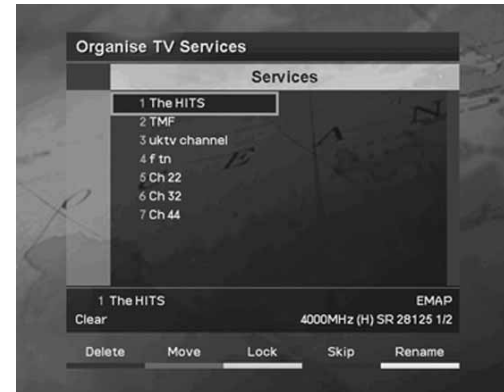 Organise TV Services
Services
1 The HITS
2 TMF
3 uktv channel
4 f tn
5 Ch 22
6 Ch 32
7 Ch 44
1 The HITS EMAP
Clear 4000MHz (H) SR 28125 1/2
Delete Move Lock Skip Rename